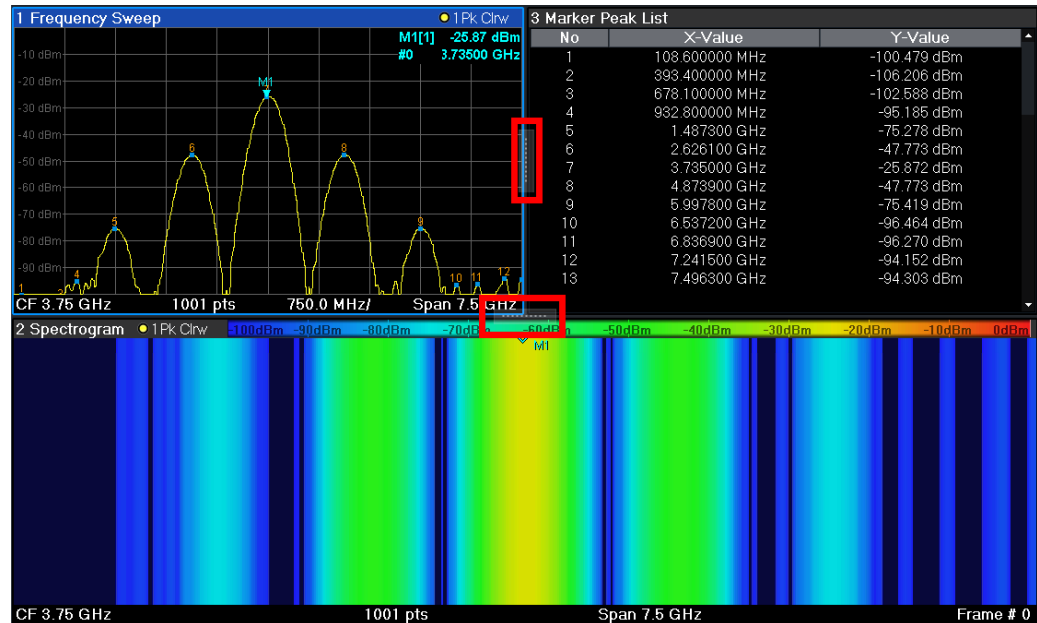 1 Frequency Sweep
1Pk Clrw
M1[1] -25.87 dBm
#0 3.73500 GHz
-10 dBm
-20 dBm
-30 dBm
-40 dBm
-50 dBm
-60 dBm
-70 dBm
-80 dBm
-90 dBm
M1
6
8
5
9
4
10 11 12
1
CF 3.75 GHz 1001 pts 750.0 MHz/ Span 7.5 GHz
3 Marker Peak List
No X-Value Y-Value
1 108.600000 MHz -100.479 dBm
2 393.400000 MHz -106.206 dBm
3 678.100000 MHz -102.588 dBm
4 932.800000 MHz -95.185 dBm
5 1.487300 GHz -75.278 dBm
6 2.626100 GHz -47.773 dBm
7 3.735000 GHz -25.872 dBm
8 4.873900 GHz -47.773 dBm
9 5.997800 GHz -75.419 dBm
10 6.537200 GHz -96.464 dBm
11 6.836900 GHz -96.270 dBm
12 7.241500 GHz -94.152 dBm
13 7.496300 GHz -94.303 dBm
2 Spectrogram 1Pk Clrw -100dBm -90dBm -80dBm -70dBm -60dBm -50dBm -40dBm -30dBm -20dBm -10dBm 0dBm
M1
CF 3.75 GHz 1001 pts Span 7.5 GHz Frame # 0